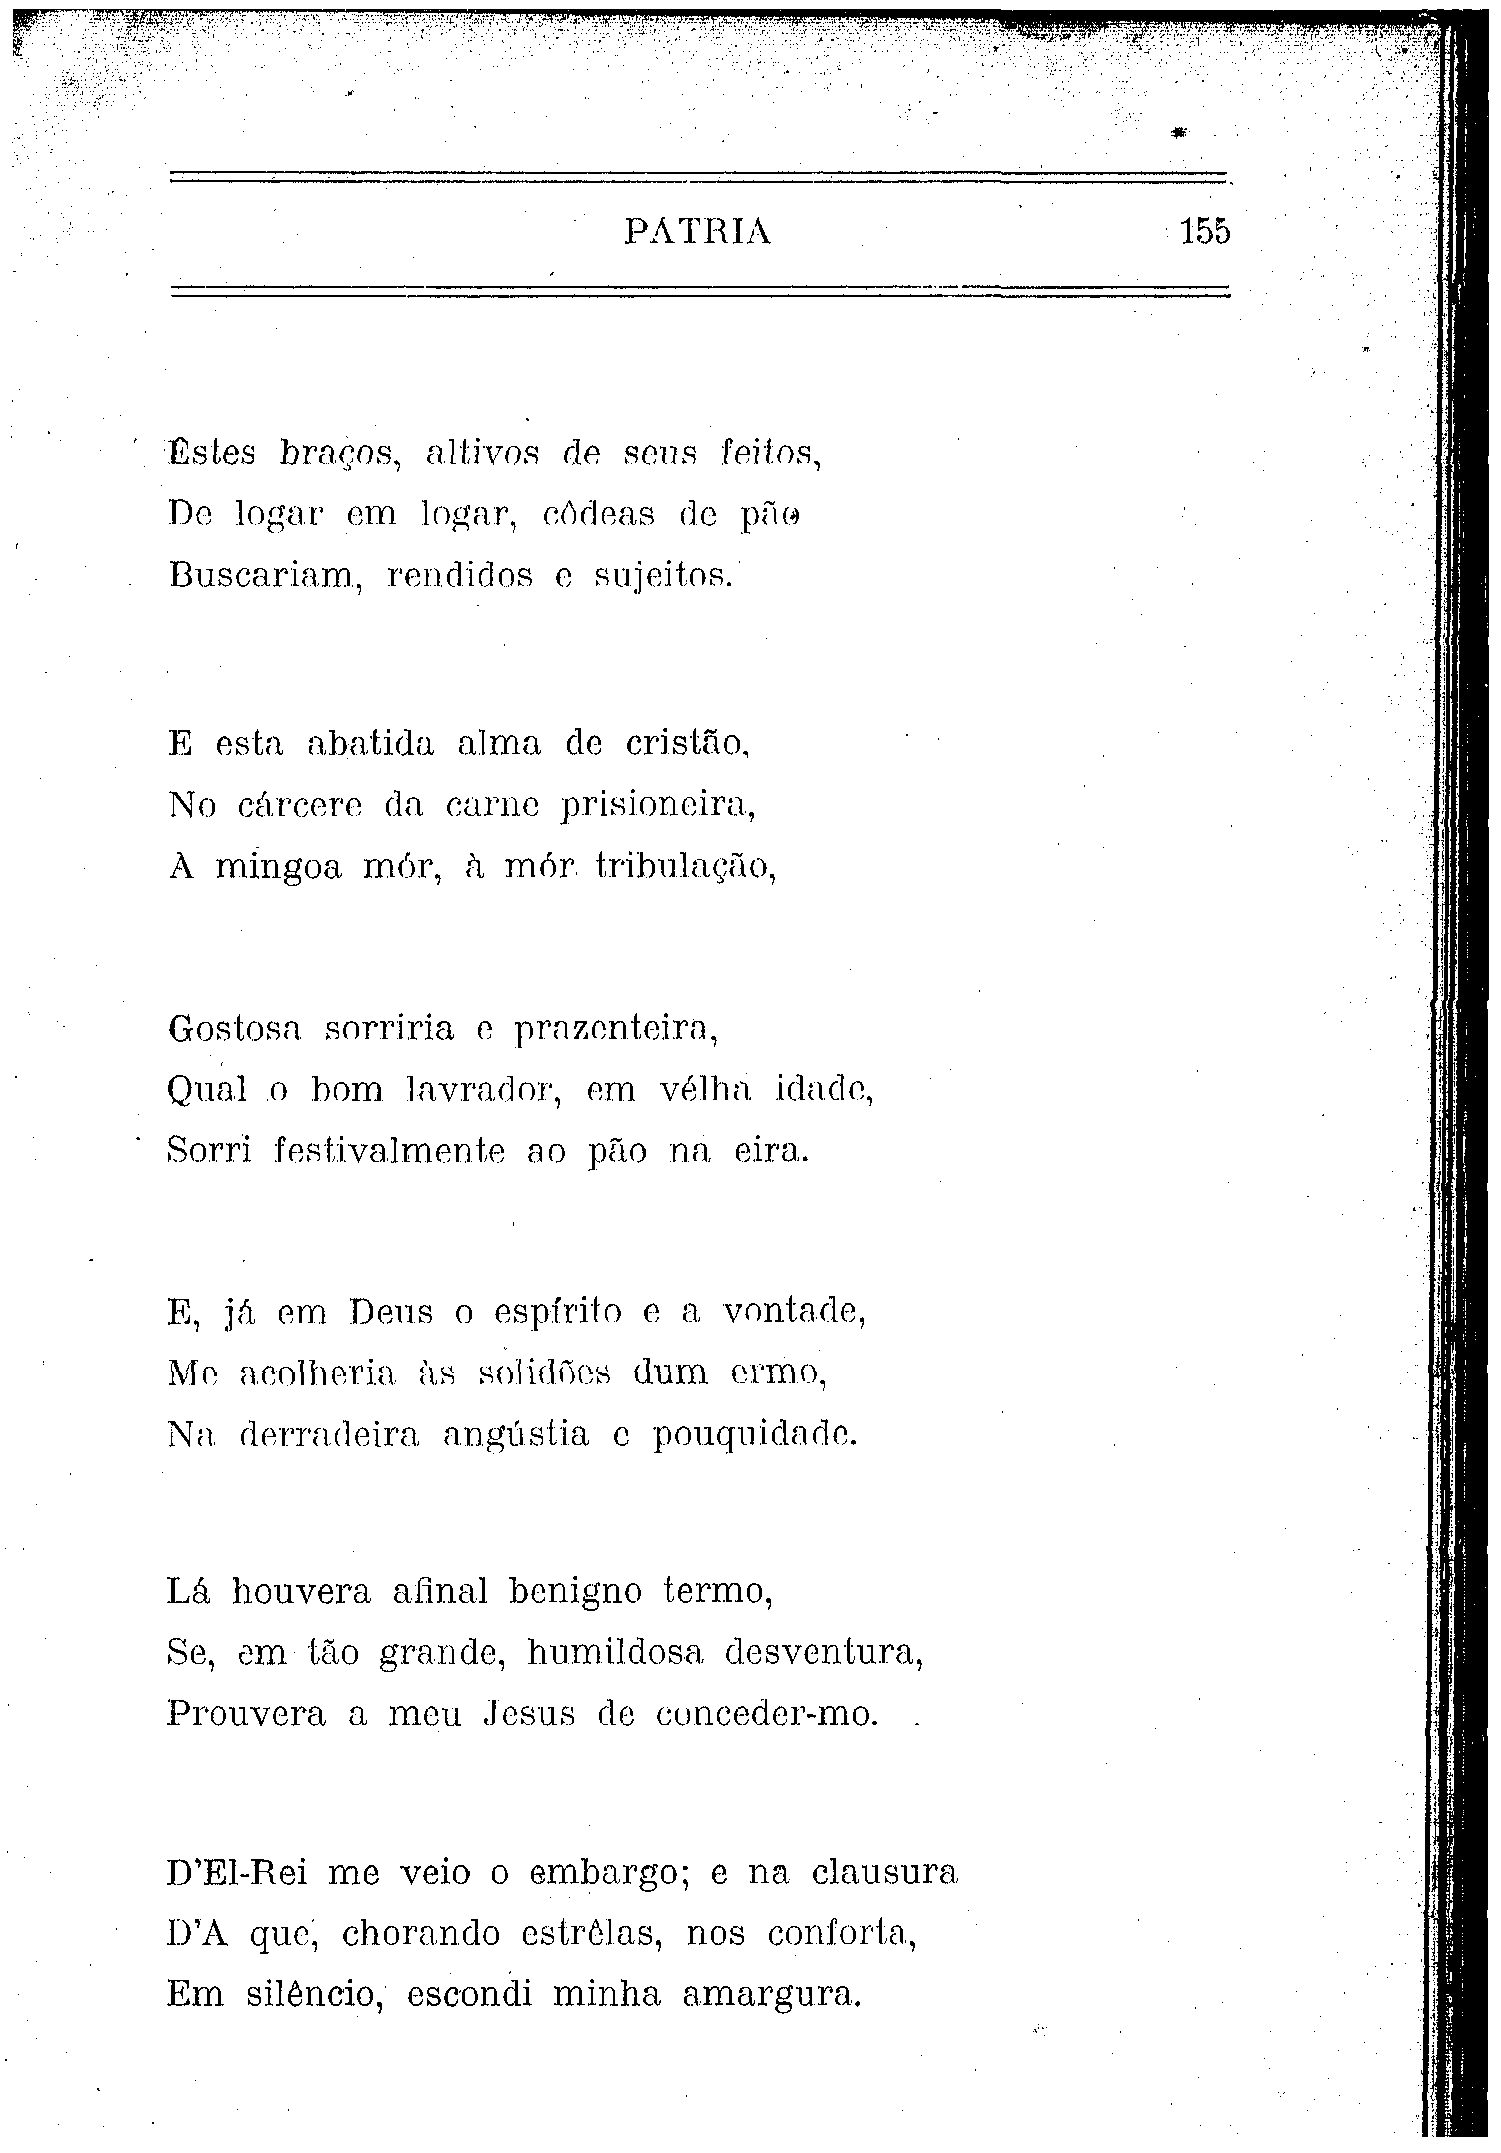 PATRIA 155
Êstes braços, altivos de seus feitos,
De logar em logar, côdeas de pão
Buscariam, rendidos e sujeitos.
E esta abatida alma de cristão,
No cárcere da carne prisioneira,
À mingoa mór, à mór tribulação,
Gostosa sorriria e prazenteira,
Qual o bom lavrador, em vélha idade,
Sorri festivalmente ao pão na eira.
E, já em Deus o espírito e a vontade,
Me acolheria às solidões dum ermo,
Na derradeira angústia e pouquidade.
Lá houvera afinal benigno termo,
Se, em tão grande, humildosa desventura,
Prouvera a meu Jesus de conceder-mo.
D'El-Rei me veio o embargo; e na clausura
D'A que, chorando estrêlas, nos conforta,
Em silêncio, escondi minha amargura.